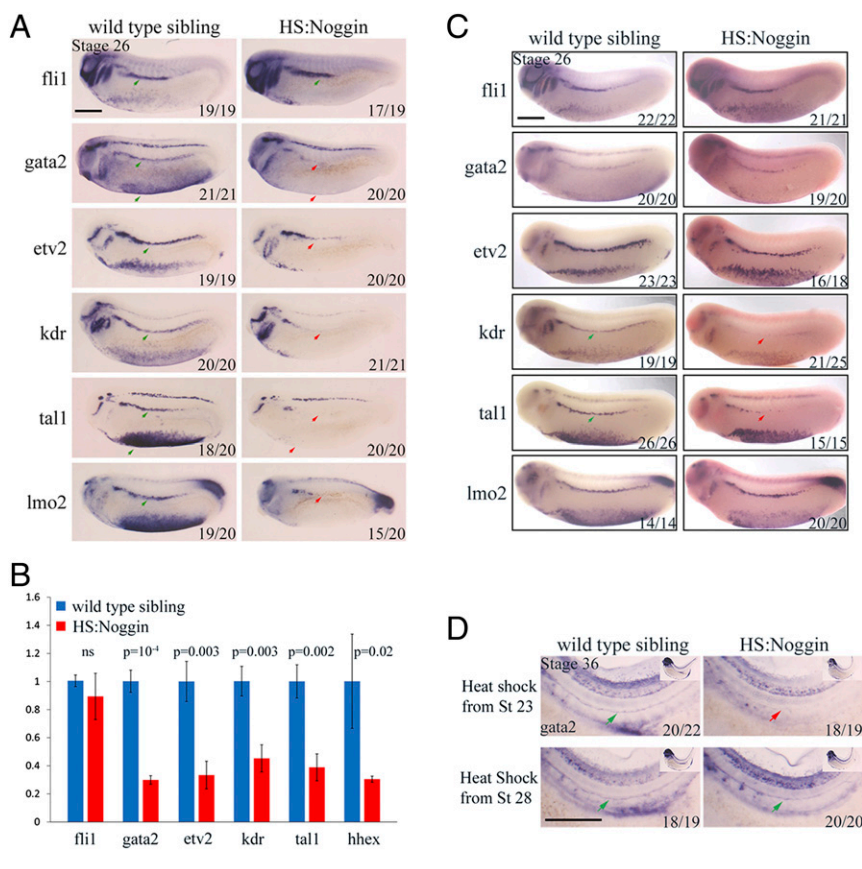 A
wild type sibling HS:Noggin
Stage 26
fli1
19/19 17/19
gata2
21/21 20/20
etv2
19/19 20/20
kdr
20/20 21/21
tal1
18/20 20/20
lmo2
19/20 15/20
C
wild type sibling HS:Noggin
Stage 26
fli1
22/22 21/21
gata2
20/20 19/20
etv2
23/23 16/18
kdr
19/19 21/25
tal1
26/26 15/15
lmo2
14/14 20/20
B
1.6
1.4
1.2
1
0.8
0.6
0.4
0.2
0
wild type sibling
HS:Noggin
ns p=10⁻⁴ p=0.003 p=0.003 p=0.002 p=0.02
fli1 gata2 etv2 kdr tal1 hhex
D
wild type sibling HS:Noggin
Stage 36
Heat shock
from St 23
gata2 20/22 18/19
Heat Shock
from St 28
18/19 20/20